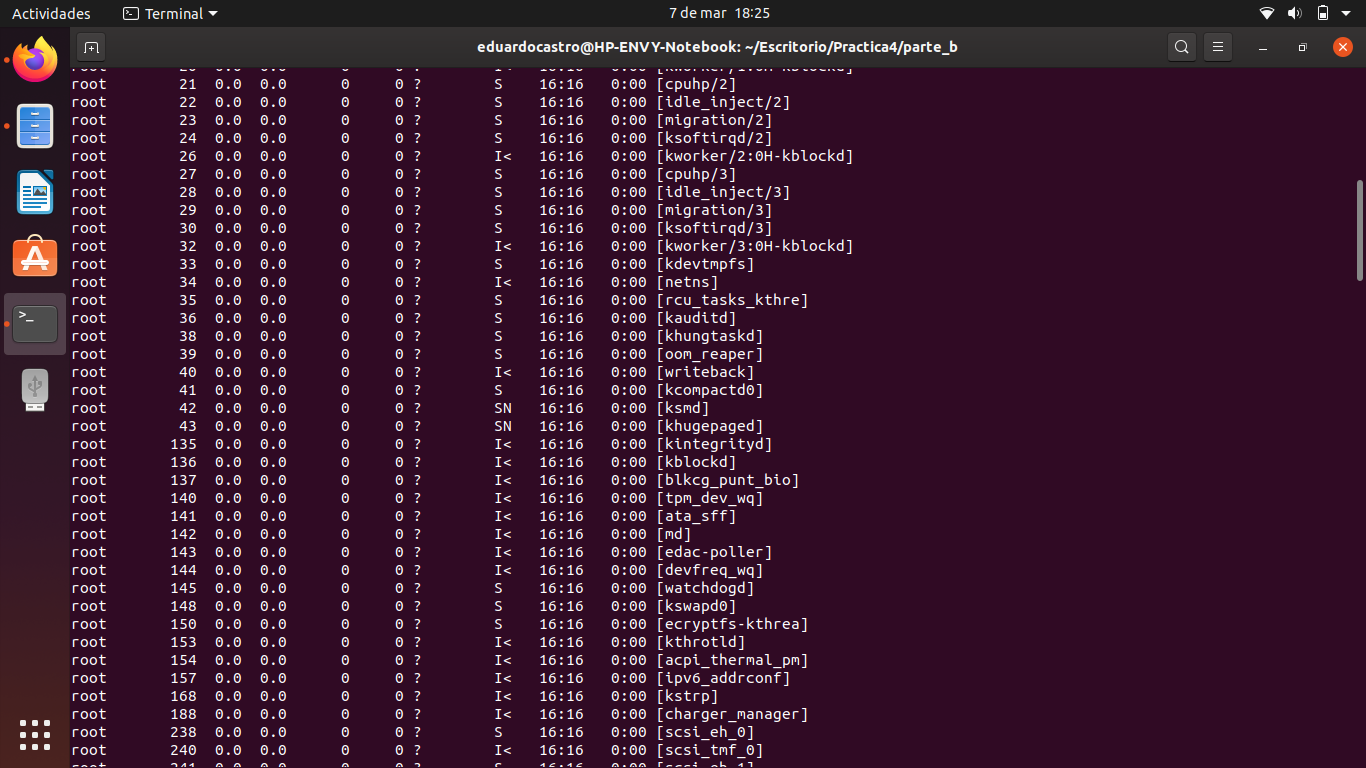 Actividades Terminal 7 de mar 18:25
eduardocastro@HP-ENVY-Notebook: ~/Escritorio/Practica4/parte_b
root 21 0.0 0.0 0 0 ? S 16:16 0:00 [cpuhp/2]
root 22 0.0 0.0 0 0 ? S 16:16 0:00 [idle_inject/2]
root 23 0.0 0.0 0 0 ? S 16:16 0:00 [migration/2]
root 24 0.0 0.0 0 0 ? S 16:16 0:00 [ksoftirqd/2]
root 26 0.0 0.0 0 0 ? I< 16:16 0:00 [kworker/2:0H-kblockd]
root 27 0.0 0.0 0 0 ? S 16:16 0:00 [cpuhp/3]
root 28 0.0 0.0 0 0 ? S 16:16 0:00 [idle_inject/3]
root 29 0.0 0.0 0 0 ? S 16:16 0:00 [migration/3]
root 30 0.0 0.0 0 0 ? S 16:16 0:00 [ksoftirqd/3]
root 32 0.0 0.0 0 0 ? I< 16:16 0:00 [kworker/3:0H-kblockd]
root 33 0.0 0.0 0 0 ? S 16:16 0:00 [kdevtmpfs]
root 34 0.0 0.0 0 0 ? I< 16:16 0:00 [netns]
root 35 0.0 0.0 0 0 ? S 16:16 0:00 [rcu_tasks_kthre]
root 36 0.0 0.0 0 0 ? S 16:16 0:00 [kauditd]
root 38 0.0 0.0 0 0 ? S 16:16 0:00 [khungtaskd]
root 39 0.0 0.0 0 0 ? S 16:16 0:00 [oom_reaper]
root 40 0.0 0.0 0 0 ? I< 16:16 0:00 [writeback]
root 41 0.0 0.0 0 0 ? S 16:16 0:00 [kcompactd0]
root 42 0.0 0.0 0 0 ? SN 16:16 0:00 [ksmd]
root 43 0.0 0.0 0 0 ? SN 16:16 0:00 [khugepaged]
root 135 0.0 0.0 0 0 ? I< 16:16 0:00 [kintegrityd]
root 136 0.0 0.0 0 0 ? I< 16:16 0:00 [kblockd]
root 137 0.0 0.0 0 0 ? I< 16:16 0:00 [blkcg_punt_bio]
root 140 0.0 0.0 0 0 ? I< 16:16 0:00 [tpm_dev_wq]
root 141 0.0 0.0 0 0 ? I< 16:16 0:00 [ata_sff]
root 142 0.0 0.0 0 0 ? I< 16:16 0:00 [md]
root 143 0.0 0.0 0 0 ? I< 16:16 0:00 [edac-poller]
root 144 0.0 0.0 0 0 ? I< 16:16 0:00 [devfreq_wq]
root 145 0.0 0.0 0 0 ? S 16:16 0:00 [watchdogd]
root 148 0.0 0.0 0 0 ? S 16:16 0:00 [kswapd0]
root 150 0.0 0.0 0 0 ? S 16:16 0:00 [ecryptfs-kthrea]
root 153 0.0 0.0 0 0 ? I< 16:16 0:00 [kthrotld]
root 154 0.0 0.0 0 0 ? I< 16:16 0:00 [acpi_thermal_pm]
root 157 0.0 0.0 0 0 ? I< 16:16 0:00 [ipv6_addrconf]
root 168 0.0 0.0 0 0 ? I< 16:16 0:00 [kstrp]
root 188 0.0 0.0 0 0 ? I< 16:16 0:00 [charger_manager]
root 238 0.0 0.0 0 0 ? S 16:16 0:00 [scsi_eh_0]
root 240 0.0 0.0 0 0 ? I< 16:16 0:00 [scsi_tmf_0]